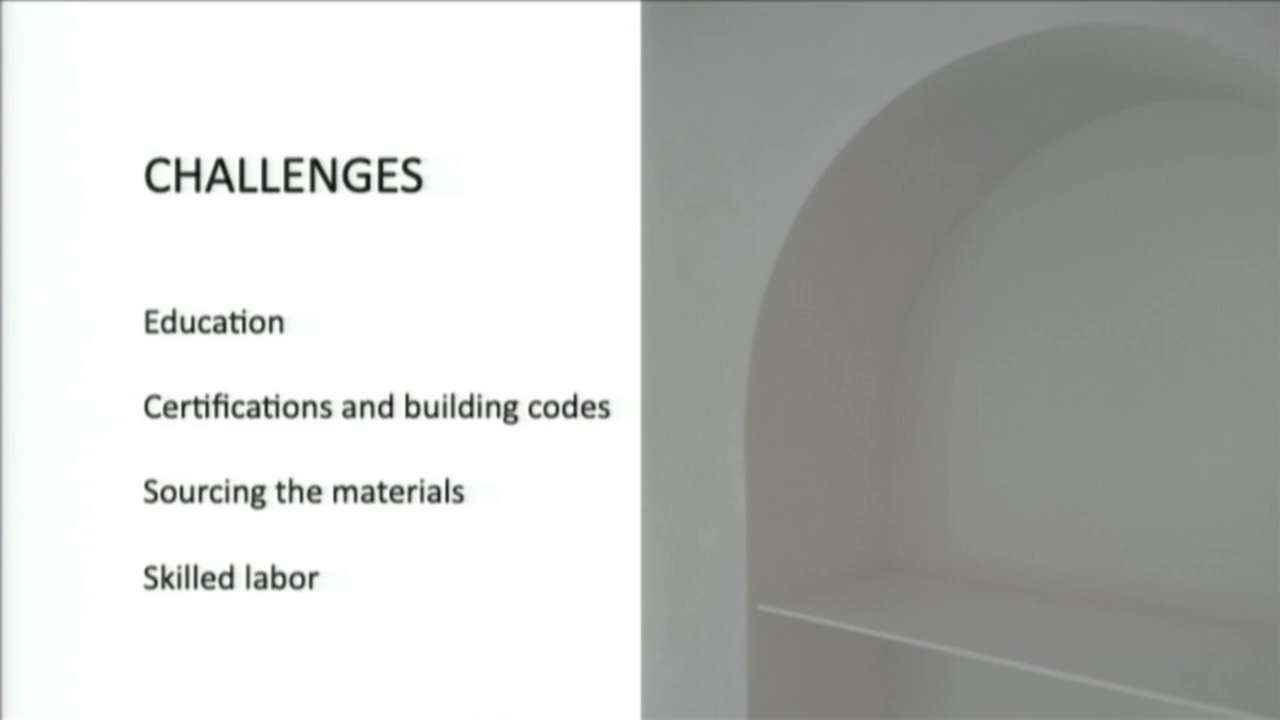 CHALLENGES
Education
Certifications and building codes
Sourcing the materials
Skilled labor